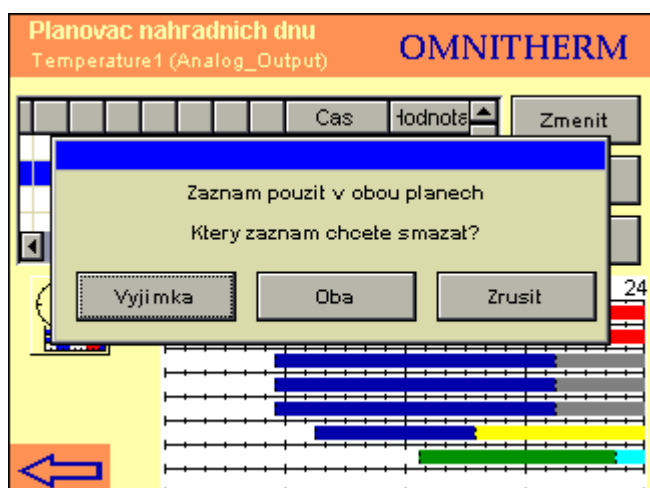 Planovac nahradnich dnu
Temperature1 (Analog_Output)
OMNITHERM
Cas
Hodnota
Zmenit
Zaznam pouzit v obou planech
Ktery zaznam chcete smazat?
Vyjimka
Oba
Zrusit
24